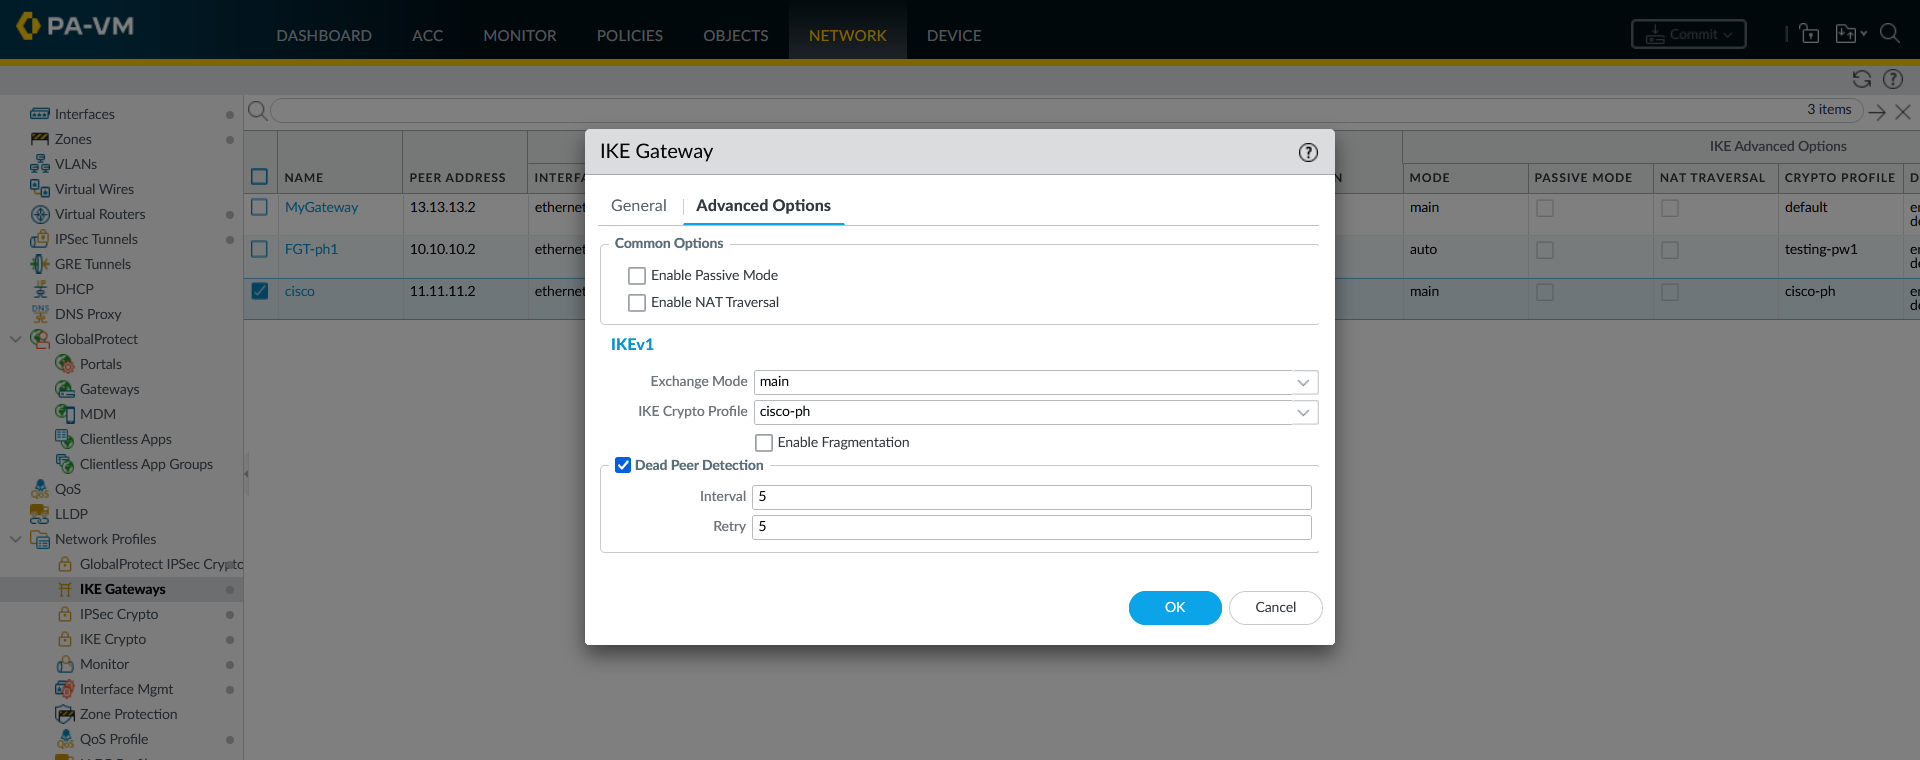 PA-VM
DASHBOARD ACC MONITOR POLICIES OBJECTS NETWORK DEVICE Commit
3 items
Interfaces
Zones
VLANs
Virtual Wires
Virtual Routers
IPSec Tunnels
GRE Tunnels
DHCP
DNS Proxy
GlobalProtect
Portals
Gateways
MDM
Clientless Apps
Clientless App Groups
QoS
LLDP
Network Profiles
GlobalProtect IPSec Crypto
IKE Gateways
IPSec Crypto
IKE Crypto
Monitor
Interface Mgmt
Zone Protection
QoS Profile
IKE Advanced Options
NAME PEER ADDRESS MODE PASSIVE MODE NAT TRAVERSAL CRYPTO PROFILE
MyGateway 13.13.13.2 main default
FGT-ph1 10.10.10.2 auto testing-pw1
cisco 11.11.11.2 main cisco-ph
IKE Gateway
General Advanced Options
Common Options
Enable Passive Mode
Enable NAT Traversal
IKEv1
Exchange Mode main
IKE Crypto Profile cisco-ph
Enable Fragmentation
Dead Peer Detection
Interval 5
Retry 5
OK Cancel